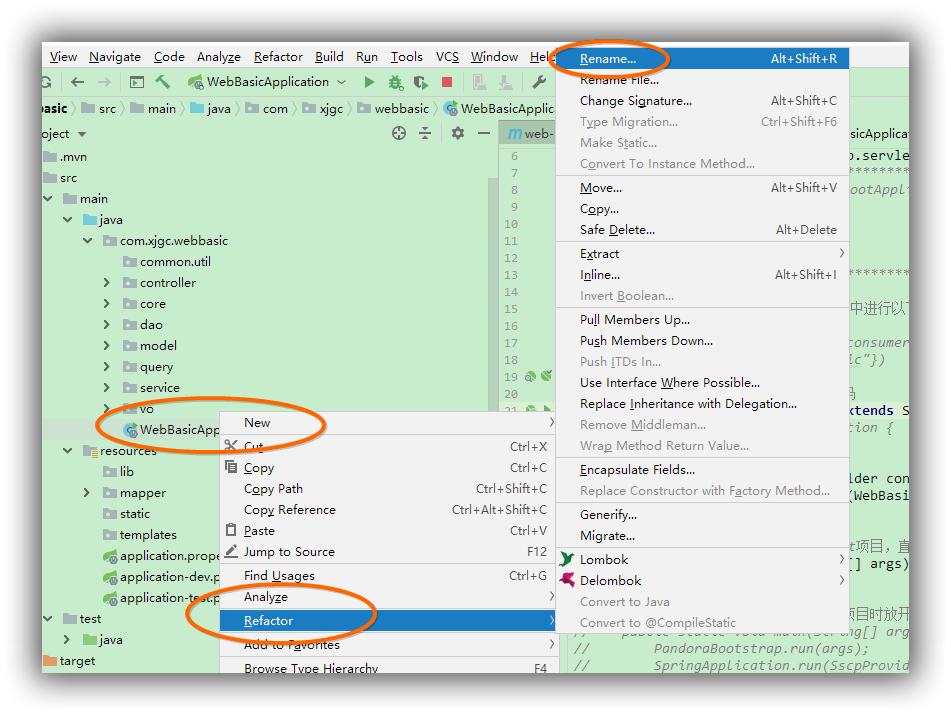 View Navigate Code Analyze Refactor Build Run Tools VCS Window Help
WebBasicApplication
basic src main java com xjgc webbasic WebBasicApplic
oject
m web-
asicApplicat
.mvn
src
main
java
com.xjgc.webbasic
common.util
controller
core
dao
model
query
service
vo
WebBasicApp
resources
lib
mapper
static
templates
application.prope
application-dev.p
application-test.p
test
java
target
6
7
8
9
10
11
12
13
14
15
16
17
18
19
20
21
New
Cut Ctrl+X
Copy Ctrl+C
Copy Path Ctrl+Shift+C
Copy Reference Ctrl+Alt+Shift+C
Paste Ctrl+V
Jump to Source F12
Find Usages Ctrl+G
Analyze
Refactor
Add to Favorites
Browse Type Hierarchy F4
Rename... Alt+Shift+R
Rename File...
Change Signature... Alt+Shift+C
Type Migration... Ctrl+Shift+F6
Make Static...
Convert To Instance Method...
Move... Alt+Shift+V
Copy...
Safe Delete... Alt+Delete
Extract
Inline... Alt+Shift+I
Invert Boolean...
Pull Members Up...
Push Members Down...
Push ITDs In...
Use Interface Where Possible...
Replace Inheritance with Delegation...
Remove Middleman...
Wrap Method Return Value...
Encapsulate Fields...
Replace Constructor with Factory Method...
Generify...
Migrate...
Lombok
Delombok
Convert to Java
Convert to @CompileStatic
o.servle
*********
ootAppl
*********
中进行以下
consumer
ic"})
码
extends S
tion {
lder con
(WebBasi
t项目，直
[] args)
项目时放开
// public static void main(String[] arg
// PandoraBootstrap.run(args);
// SpringApplication.run(SscpProvid